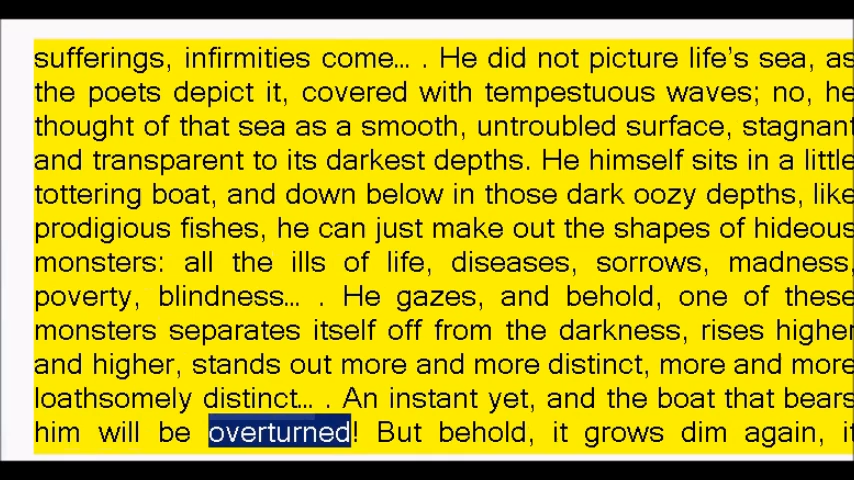 sufferings, infirmities come… . He did not picture life’s sea, as
the poets depict it, covered with tempestuous waves; no, he
thought of that sea as a smooth, untroubled surface, stagnant
and transparent to its darkest depths. He himself sits in a little
tottering boat, and down below in those dark oozy depths, like
prodigious fishes, he can just make out the shapes of hideous
monsters: all the ills of life, diseases, sorrows, madness,
poverty, blindness… . He gazes, and behold, one of these
monsters separates itself off from the darkness, rises higher
and higher, stands out more and more distinct, more and more
loathsomely distinct… . An instant yet, and the boat that bears
him will be overturned! But behold, it grows dim again, it